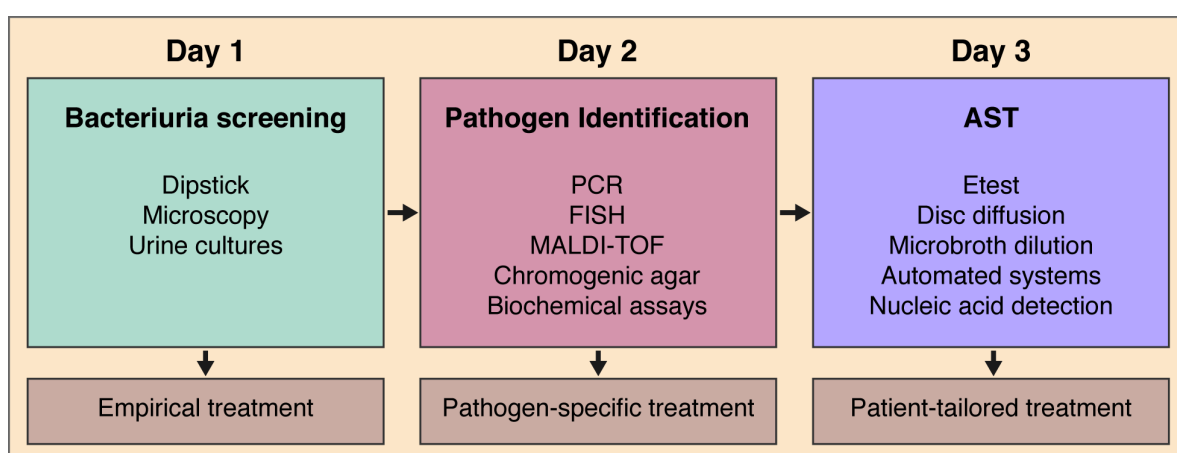 Day 1
Day 2
Day 3
Bacteriuria screening
Dipstick
Microscopy
Urine cultures
Pathogen Identification
PCR
FISH
MALDI-TOF
Chromogenic agar
Biochemical assays
AST
Etest
Disc diffusion
Microbroth dilution
Automated systems
Nucleic acid detection
Empirical treatment
Pathogen-specific treatment
Patient-tailored treatment